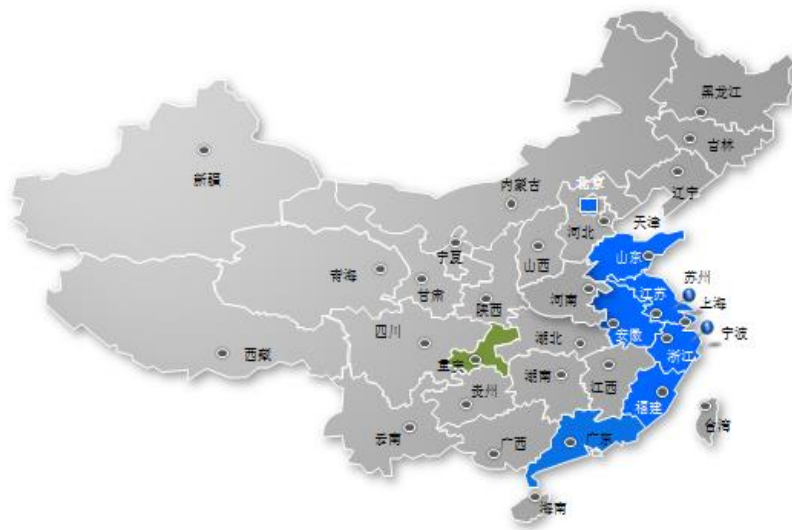 黑龙江
吉林
辽宁
内蒙古
北京
新疆
天津
河北
宁夏
山西
山东
青海
甘肃
苏州
河南
江苏
陕西
上海
四川
安徽
宁波
湖北
西藏
浙江
重庆
湖南
江西
贵州
福建
台湾
云南
广西
广东
海南